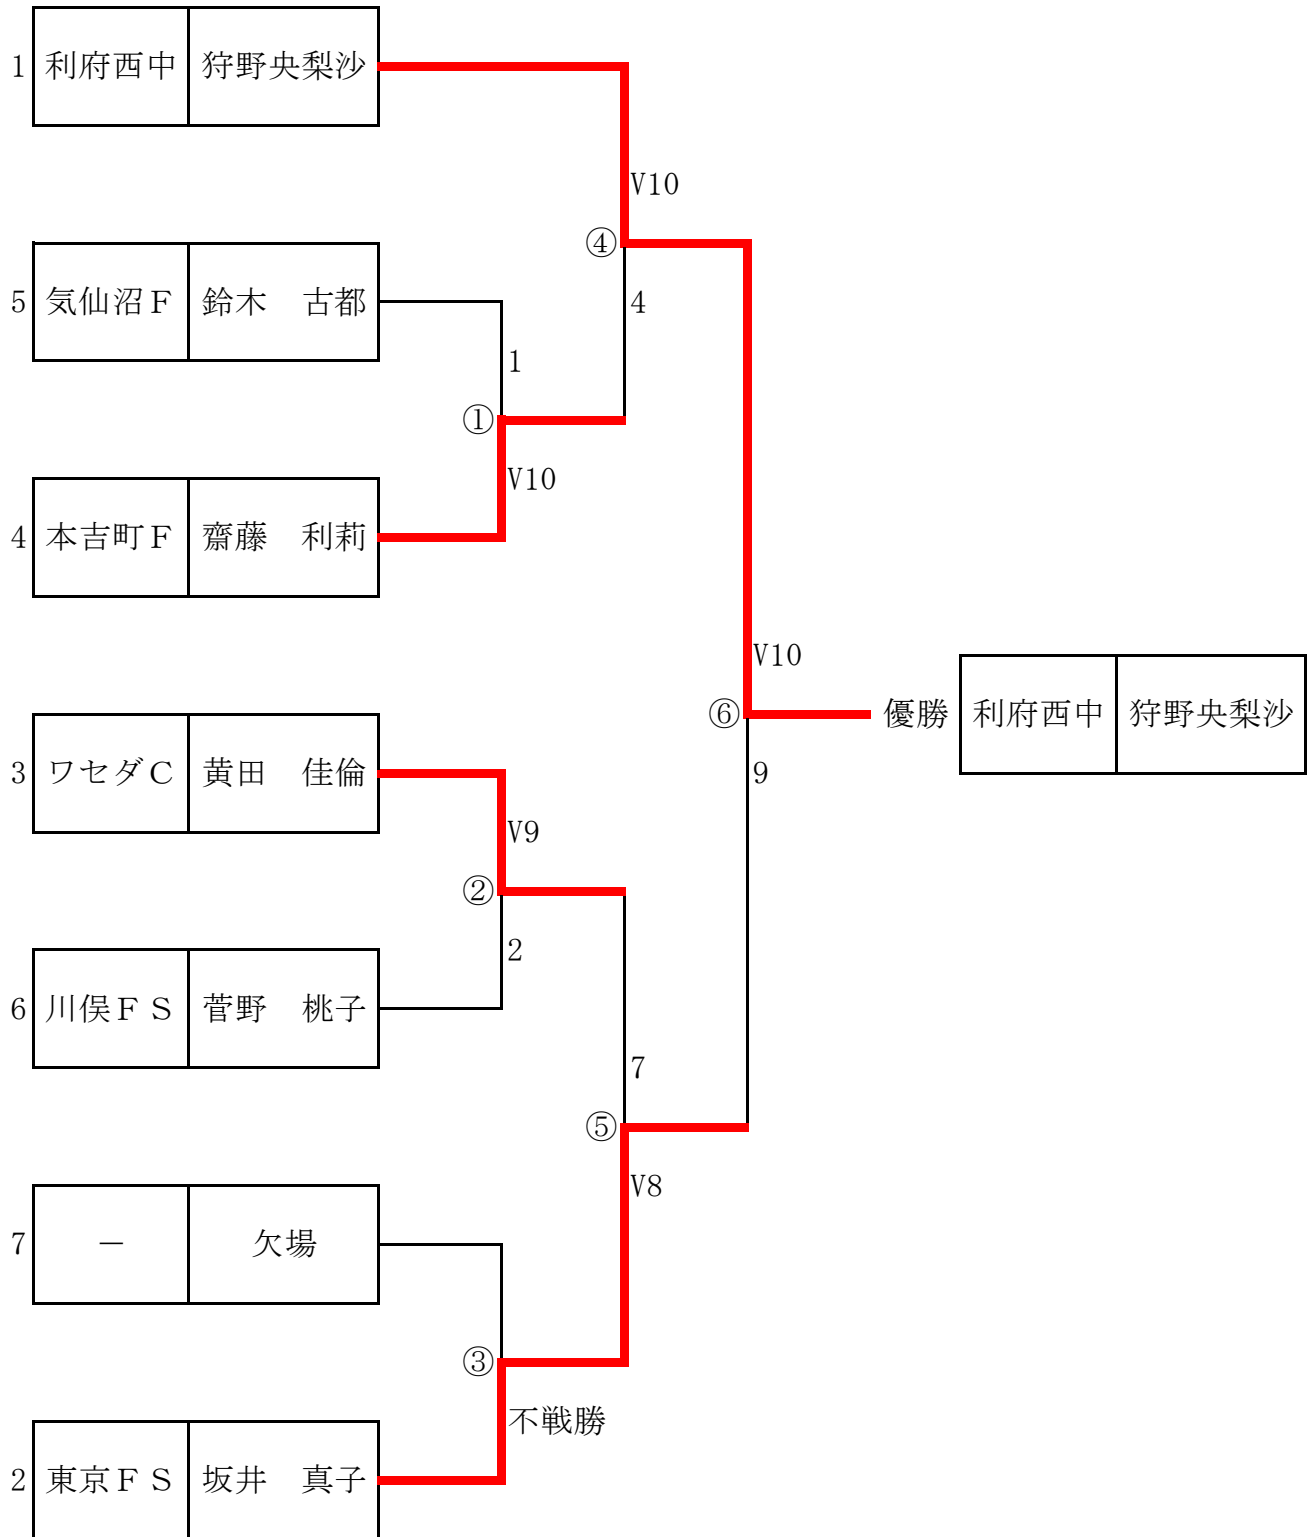 1 利府西中 狩野央梨沙
V10
④
5 気仙沼Ｆ 鈴木　古都
4
1
①
V10
4 本吉町Ｆ 齋藤　利莉
V10
⑥ 優勝 利府西中 狩野央梨沙
3 ワセダＣ 黄田　佳倫
9
V9
②
2
6 川俣ＦＳ 菅野　桃子
7
⑤
V8
7 － 欠場
③
不戦勝
2 東京ＦＳ 坂井　真子